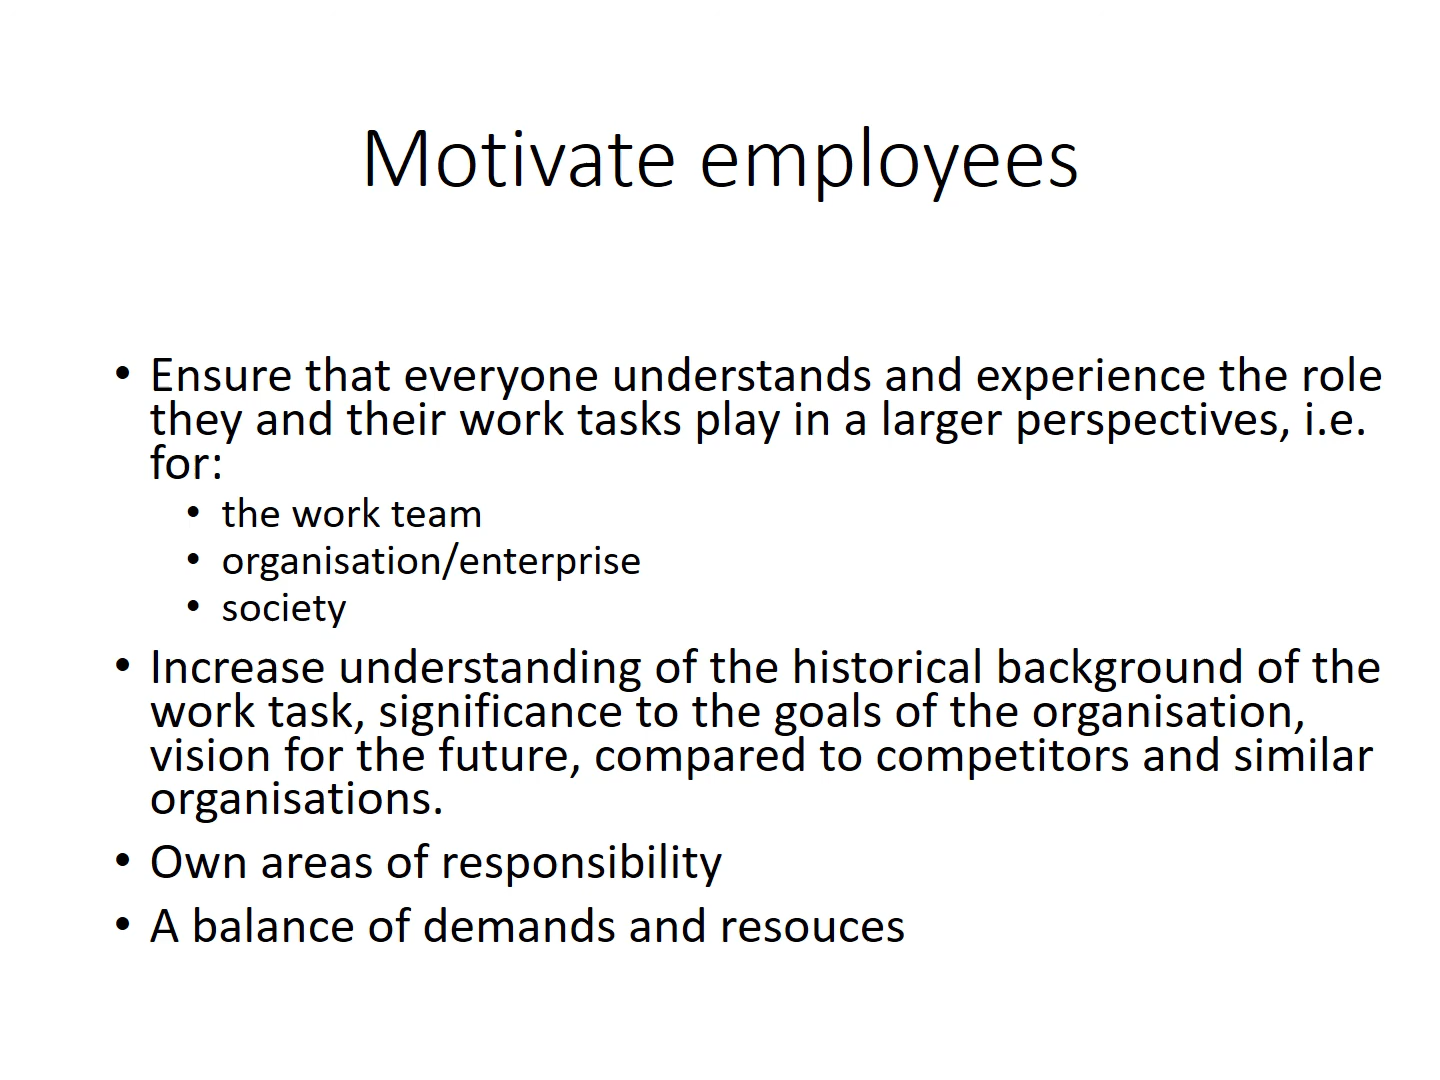 Motivate employees
• Ensure that everyone understands and experience the role
they and their work tasks play in a larger perspectives, i.e.
for:
• the work team
• organisation/enterprise
• society
• Increase understanding of the historical background of the
work task, significance to the goals of the organisation,
vision for the future, compared to competitors and similar
organisations.
• Own areas of responsibility
• A balance of demands and resouces